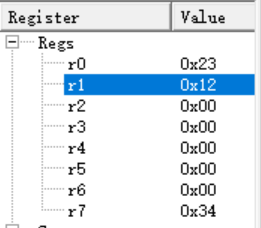 Register Value
Regs
r0 0x23
r1 0x12
r2 0x00
r3 0x00
r4 0x00
r5 0x00
r6 0x00
r7 0x34